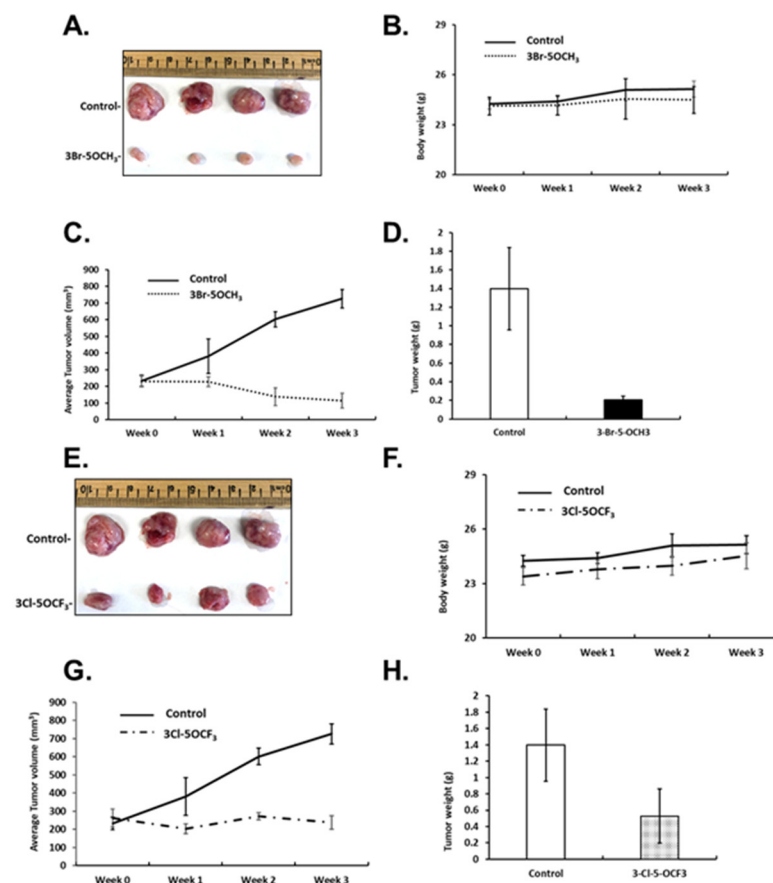 A.
Control-
3Br-5OCH₃-
B.
Control
3Br-5OCH₃
Body weight (g)
29
26
23
20
Week 0 Week 1 Week 2 Week 3
C.
Control
3Br-5OCH₃
Average Tumor volume (mm³)
900
800
700
600
500
400
300
200
100
0
Week 0 Week 1 Week 2 Week 3
D.
Tumor weight (g)
2
1.8
1.6
1.4
1.2
1
0.8
0.6
0.4
0.2
0
Control 3-Br-5-OCH3
E.
Control-
3Cl-5OCF₃-
F.
Control
3Cl-5OCF₃
Body weight (g)
29
26
23
20
Week 0 Week 1 Week 2 Week 3
G.
Control
3Cl-5OCF₃
Average Tumor volume (mm³)
900
800
700
600
500
400
300
200
100
0
Week 0 Week 1 Week 2 Week 3
H.
Tumor weight (g)
2
1.8
1.6
1.4
1.2
1
0.8
0.6
0.4
0.2
0
Control 3-Cl-5-OCF3